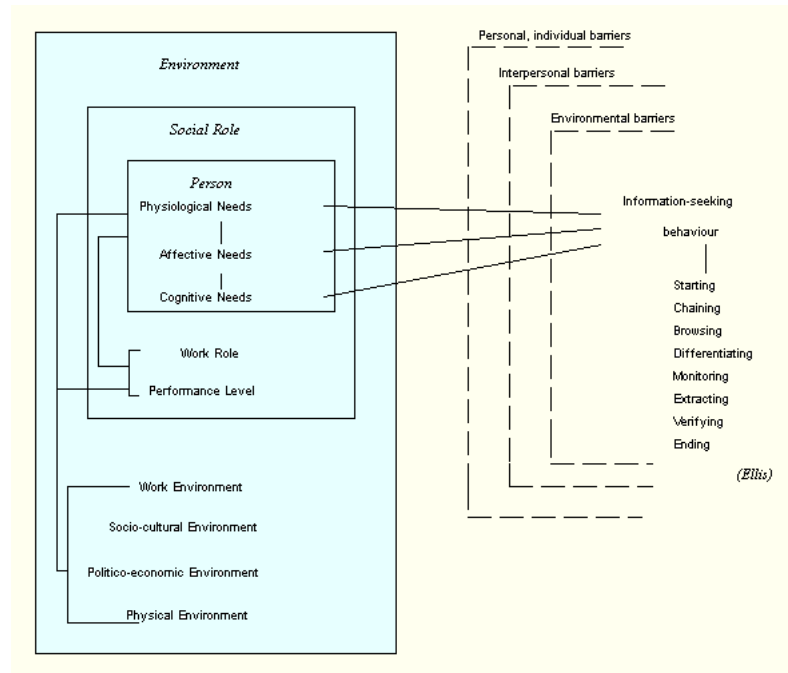 Environment
Social Role
Person
Physiological Needs
Affective Needs
Cognitive Needs
Work Role
Performance Level
Work Environment
Socio-cultural Environment
Politico-economic Environment
Physical Environment
Personal, individual barriers
Interpersonal barriers
Environmental barriers
Information-seeking
behaviour
Starting
Chaining
Browsing
Differentiating
Monitoring
Extracting
Verifying
Ending
(Ellis)